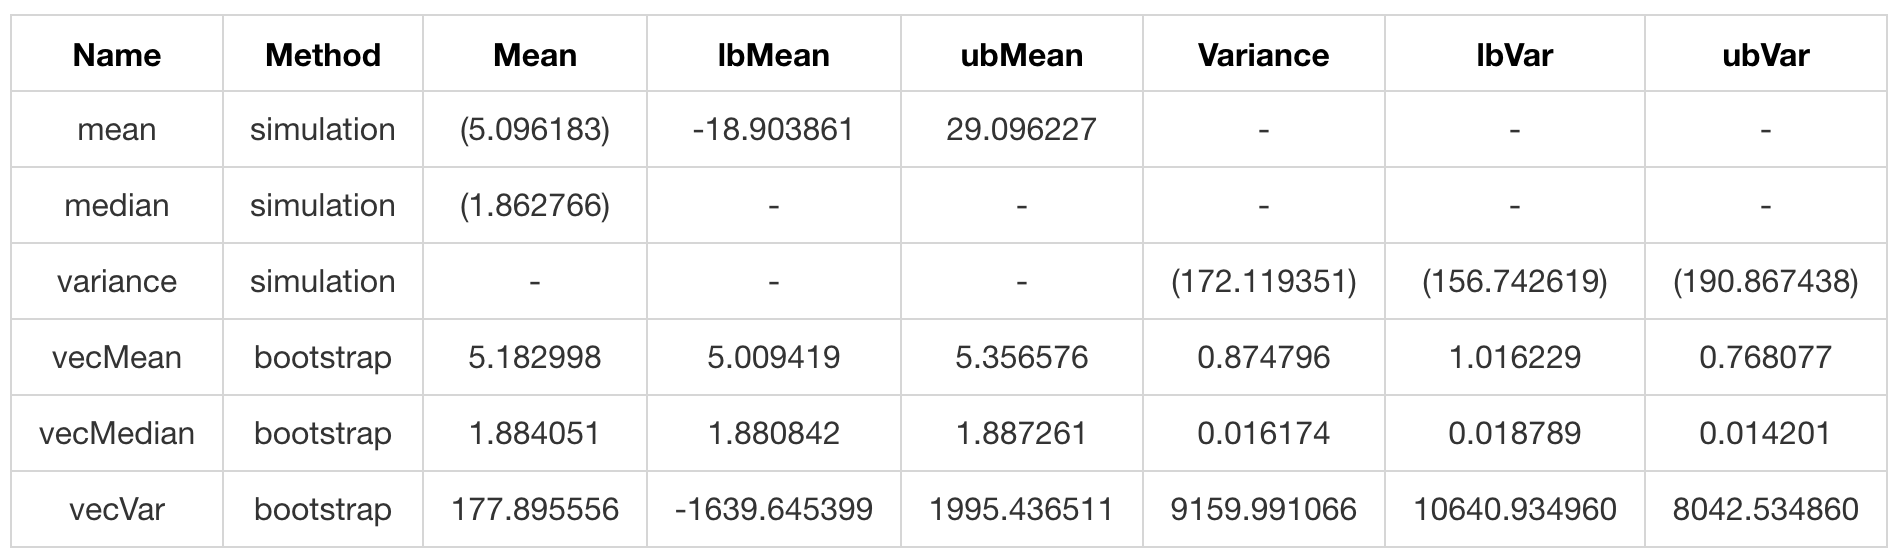 Name Method Mean lbMean ubMean Variance lbVar ubVar
mean simulation (5.096183) -18.903861 29.096227 - - -
median simulation (1.862766) - - - - -
variance simulation - - - (172.119351) (156.742619) (190.867438)
vecMean bootstrap 5.182998 5.009419 5.356576 0.874796 1.016229 0.768077
vecMedian bootstrap 1.884051 1.880842 1.887261 0.016174 0.018789 0.014201
vecVar bootstrap 177.895556 -1639.645399 1995.436511 9159.991066 10640.934960 8042.534860